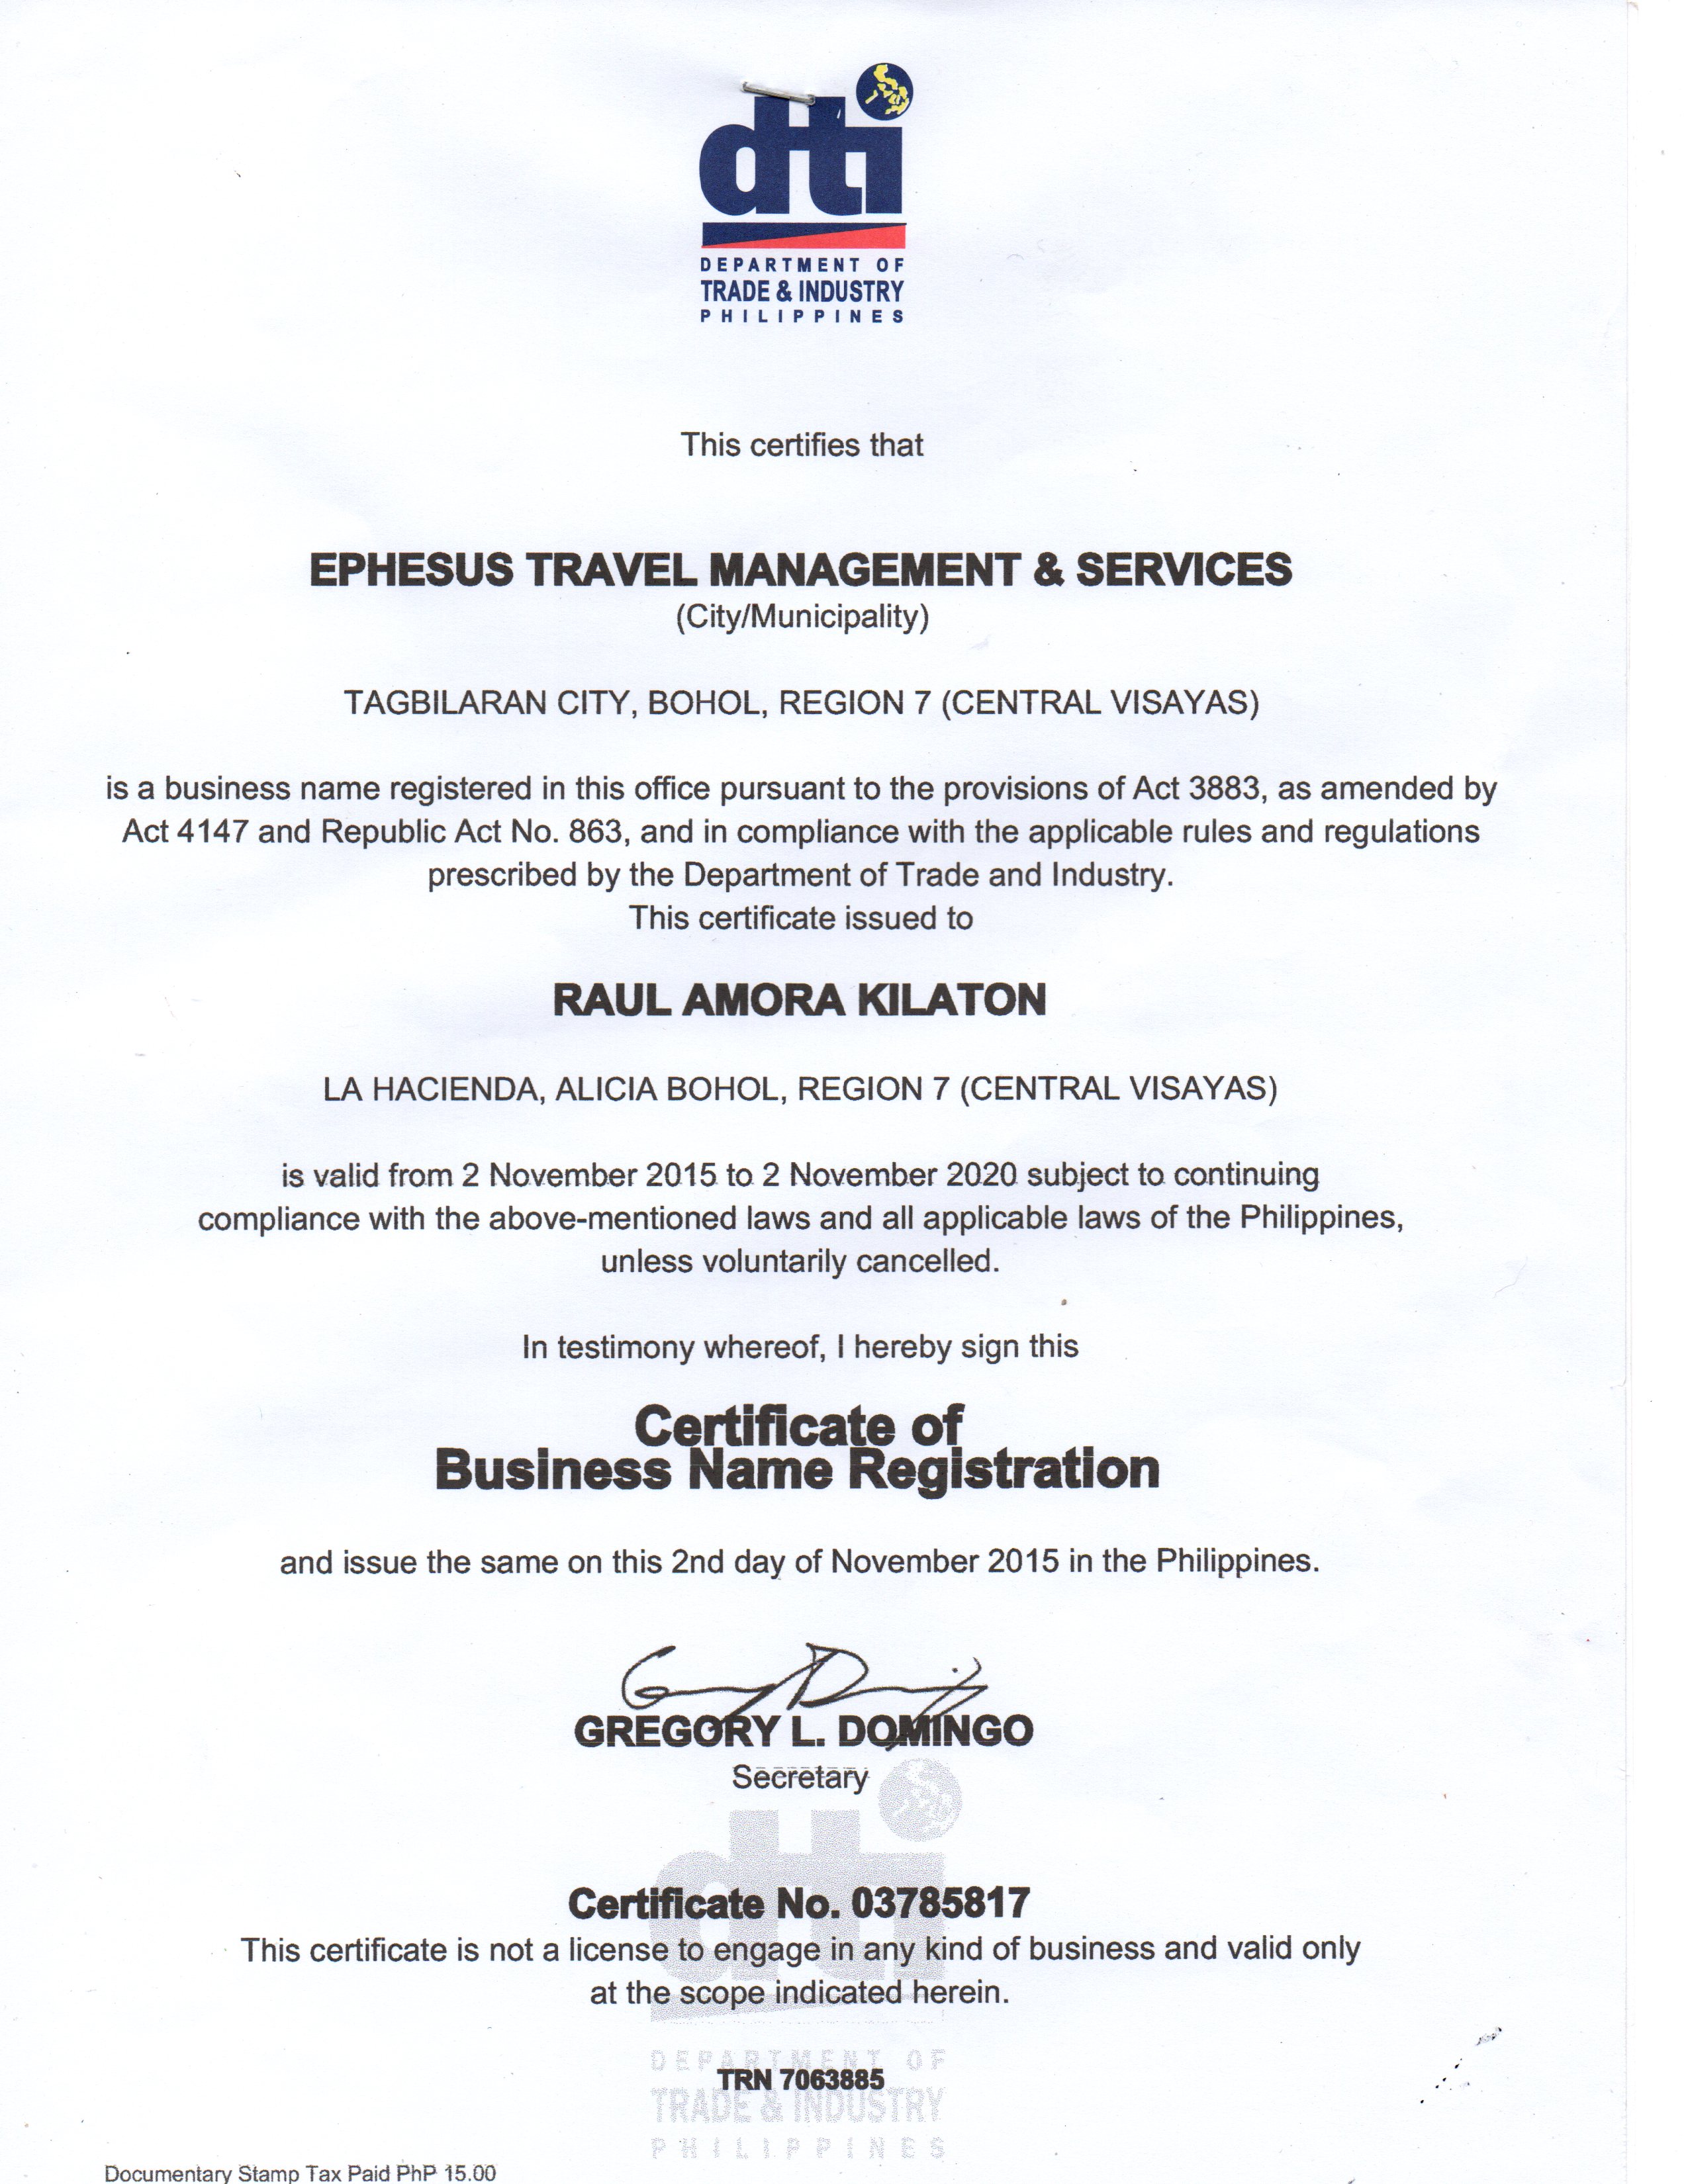 dti
DEPARTMENT OF
TRADE & INDUSTRY
PHILIPPINES
This certifies that
EPHESUS TRAVEL MANAGEMENT & SERVICES
(City/Municipality)
TAGBILARAN CITY, BOHOL, REGION 7 (CENTRAL VISAYAS)
is a business name registered in this office pursuant to the provisions of Act 3883, as amended by
Act 4147 and Republic Act No. 863, and in compliance with the applicable rules and regulations
prescribed by the Department of Trade and Industry.
This certificate issued to
RAUL AMORA KILATON
LA HACIENDA, ALICIA BOHOL, REGION 7 (CENTRAL VISAYAS)
is valid from 2 November 2015 to 2 November 2020 subject to continuing
compliance with the above-mentioned laws and all applicable laws of the Philippines,
unless voluntarily cancelled.
In testimony whereof, I hereby sign this
Certificate of
Business Name Registration
and issue the same on this 2nd day of November 2015 in the Philippines.
GREGORY L. DOMINGO
Secretary
dti
Certificate No. 03785817
This certificate is not a license to engage in any kind of business and valid only
at the scope indicated herein.
DEPARTMENT OF
TRN 7063885
TRADE & INDUSTRY
PHILIPPINES
Documentary Stamp Tax Paid PhP 15.00